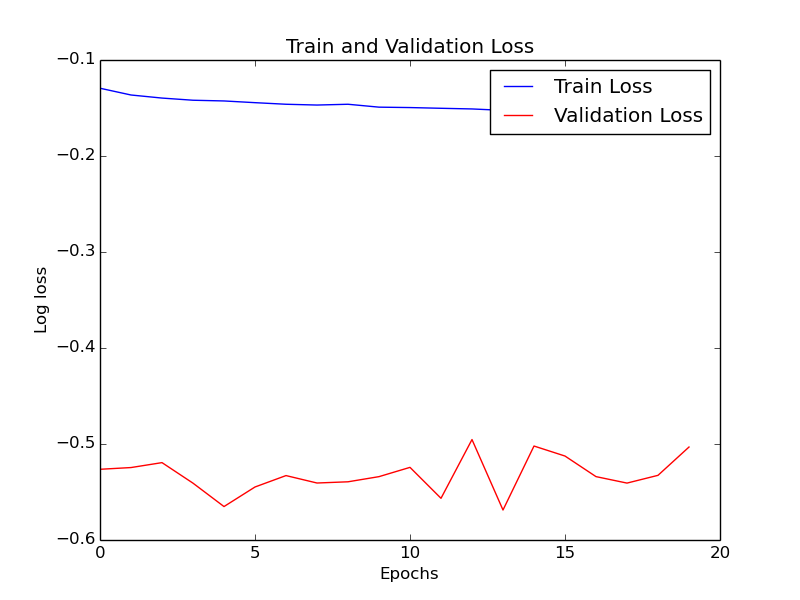 Train and Validation Loss
−0.1
Train Loss
Validation Loss
−0.2
−0.3
Log loss
−0.4
−0.5
−0.6
0 5 10 15 20
Epochs